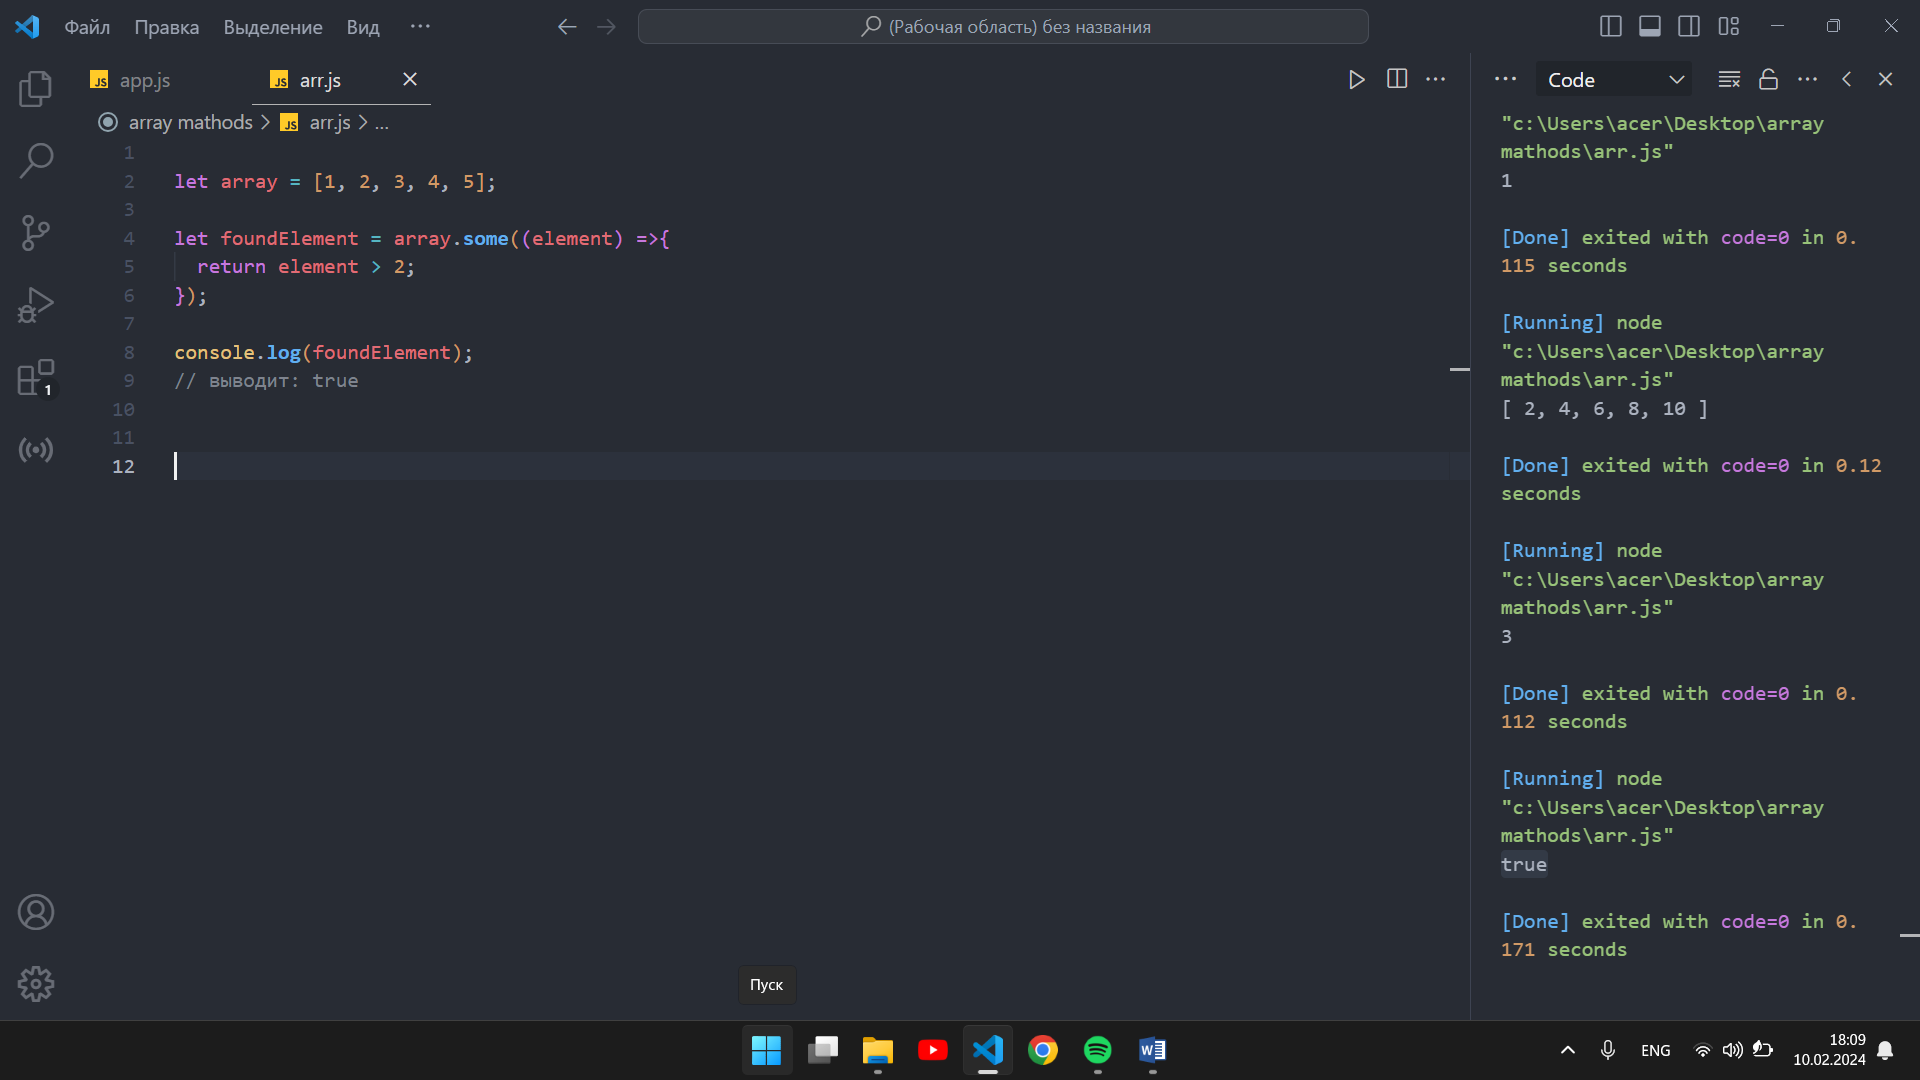 Файл Правка Выделение Вид ···
(Рабочая область) без названия
JS app.js
JS arr.js
array mathods > JS arr.js > ...
1
2 let array = [1, 2, 3, 4, 5];
3
4 let foundElement = array.some((element) =>{
5 return element > 2;
6 });
7
8 console.log(foundElement);
9 // выводит: true
10
11
12
1
Code
"c:\Users\acer\Desktop\array
mathods\arr.js"
1
[Done] exited with code=0 in 0.
115 seconds
[Running] node
"c:\Users\acer\Desktop\array
mathods\arr.js"
[ 2, 4, 6, 8, 10 ]
[Done] exited with code=0 in 0.12
seconds
[Running] node
"c:\Users\acer\Desktop\array
mathods\arr.js"
3
[Done] exited with code=0 in 0.
112 seconds
[Running] node
"c:\Users\acer\Desktop\array
mathods\arr.js"
true
[Done] exited with code=0 in 0.
171 seconds
Пуск
W
ENG
18:09
10.02.2024